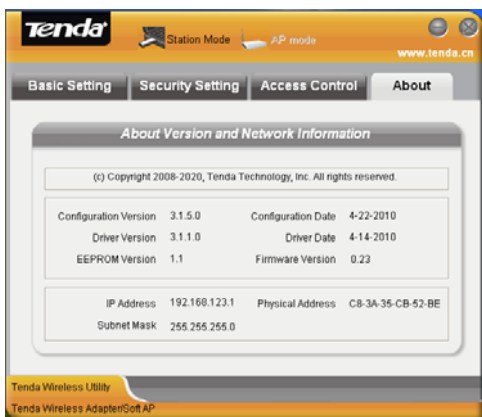 Tenda
Station Mode
AP mode
www.tenda.cn
Basic Setting Security Setting Access Control About
About Version and Network Information
(c) Copyright 2008-2020, Tenda Technology, Inc. All rights reserved.
Configuration Version 3.1.5.0 Configuration Date 4-22-2010
Driver Version 3.1.1.0 Driver Date 4-14-2010
EEPROM Version 1.1 Firmware Version 0.23
IP Address 192.168.123.1 Physical Address C8-3A-35-CB-52-BE
Subnet Mask 255.255.255.0
Tenda Wireless Utility
Tenda Wireless Adapter/Soft AP